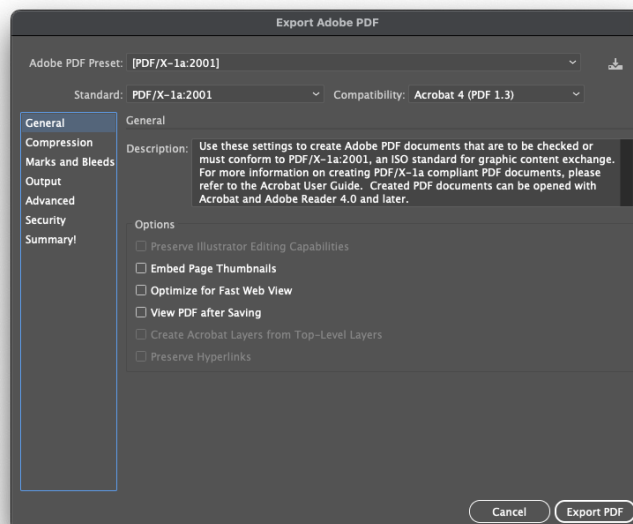 Export Adobe PDF
Adobe PDF Preset: [PDF/X-1a:2001]
Standard: PDF/X-1a:2001 Compatibility: Acrobat 4 (PDF 1.3)
General
Compression
Marks and Bleeds
Output
Advanced
Security
Summary!
General
Description: Use these settings to create Adobe PDF documents that are to be checked or
must conform to PDF/X-1a:2001, an ISO standard for graphic content exchange.
For more information on creating PDF/X-1a compliant PDF documents, please
refer to the Acrobat User Guide. Created PDF documents can be opened with
Acrobat and Adobe Reader 4.0 and later.
Options
Preserve Illustrator Editing Capabilities
Embed Page Thumbnails
Optimize for Fast Web View
View PDF after Saving
Create Acrobat Layers from Top-Level Layers
Preserve Hyperlinks
Cancel Export PDF